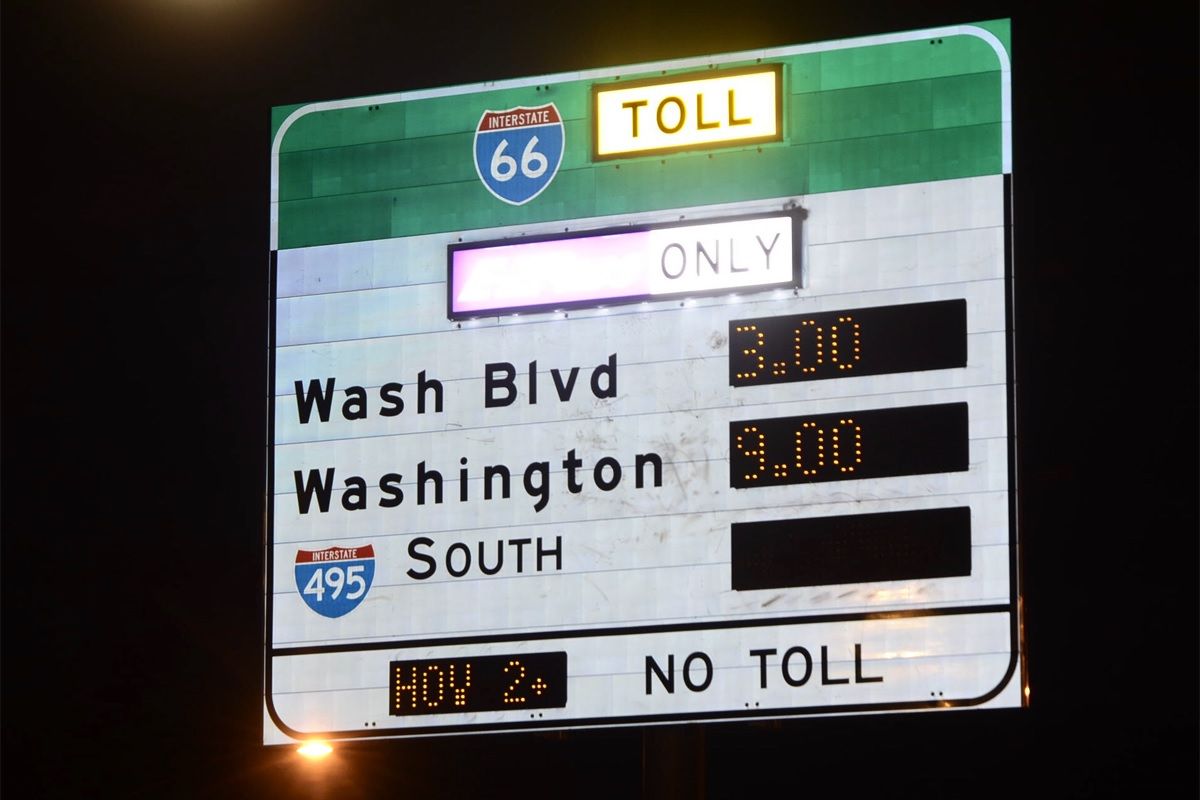 INTERSTATE 66 TOLL
ONLY
Wash Blvd 3.00
Washington 9.00
INTERSTATE 495 SOUTH
HOV 2+ NO TOLL